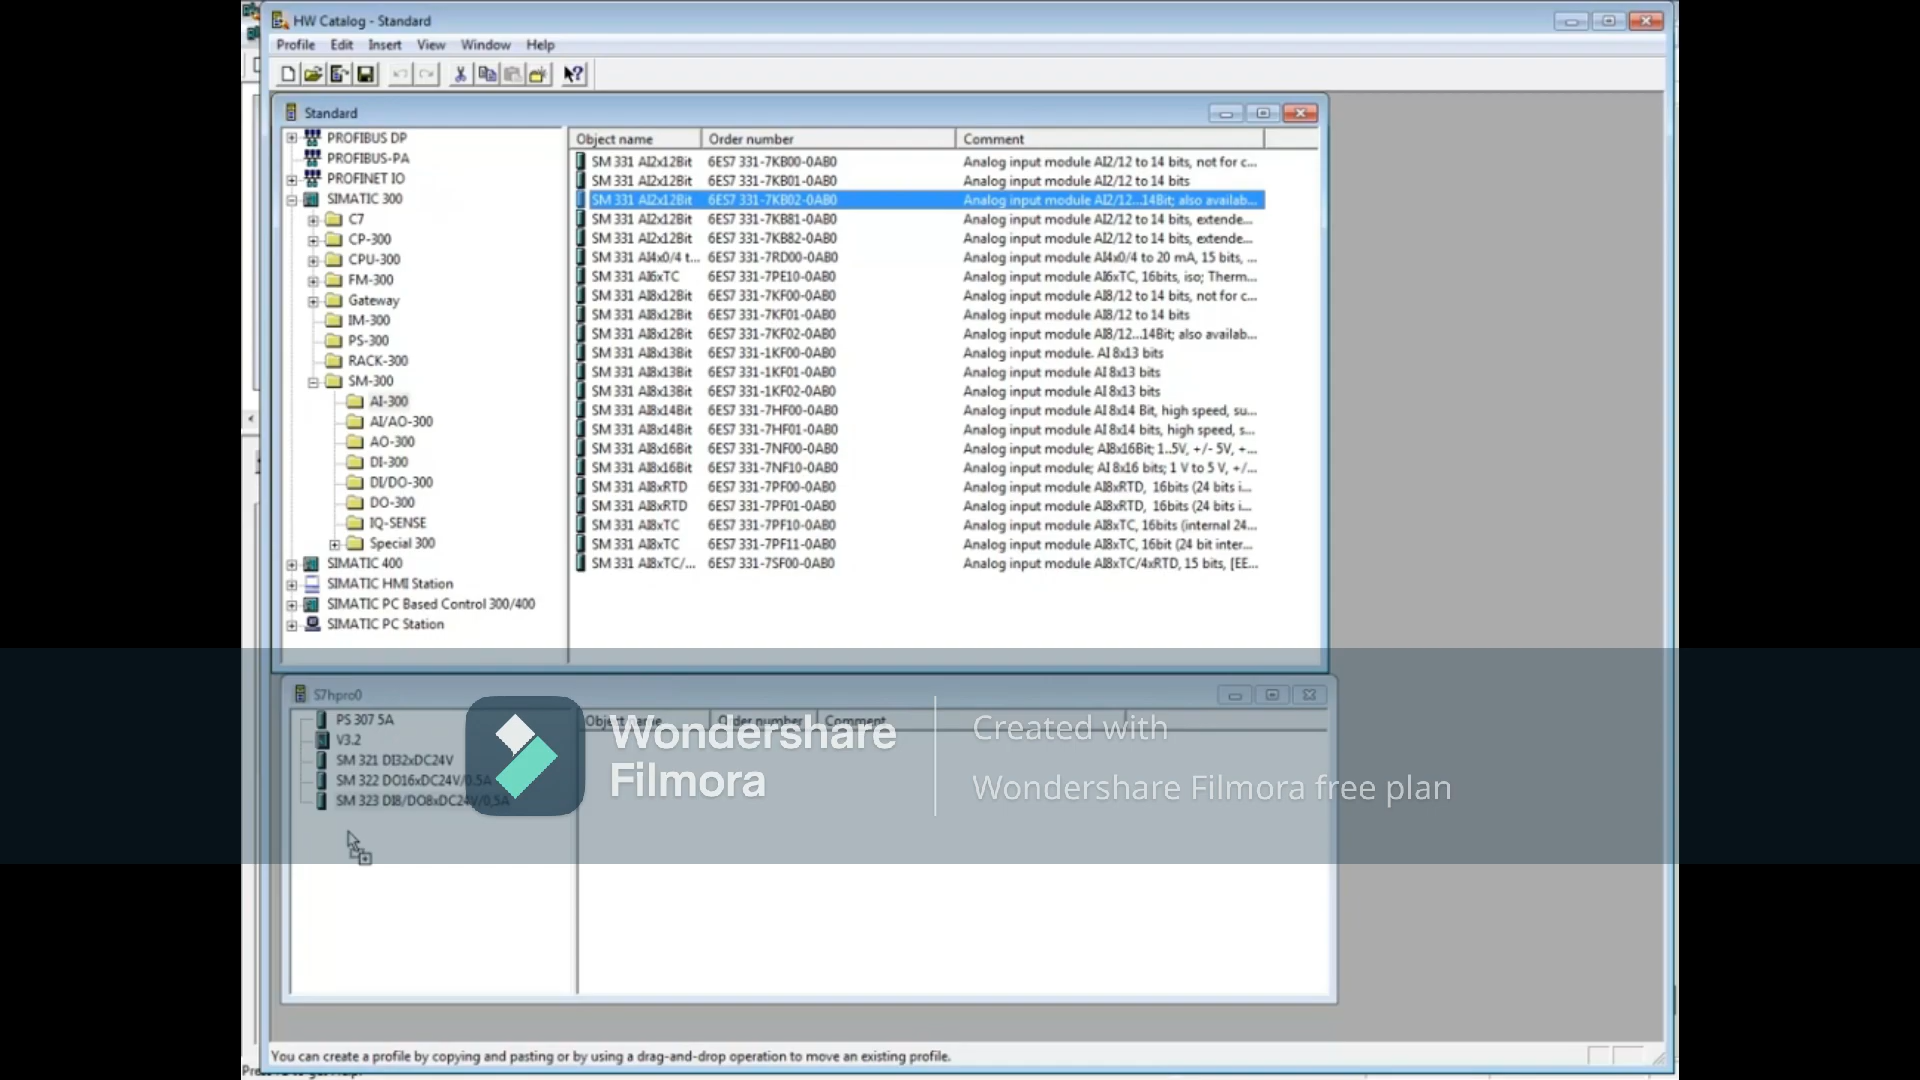 HW Catalog - Standard
Profile Edit Insert View Window Help
Standard
PROFIBUS DP
PROFIBUS-PA
PROFINET IO
SIMATIC 300
C7
CP-300
CPU-300
FM-300
Gateway
IM-300
PS-300
RACK-300
SM-300
AI-300
AI/AO-300
AO-300
DI-300
DI/DO-300
DO-300
IQ-SENSE
Special 300
SIMATIC 400
SIMATIC HMI Station
SIMATIC PC Based Control 300/400
SIMATIC PC Station
Object name Order number Comment
SM 331 AI2x12Bit 6ES7 331-7KB00-0AB0 Analog input module AI2/12 to 14 bits, not for c...
SM 331 AI2x12Bit 6ES7 331-7KB01-0AB0 Analog input module AI2/12 to 14 bits
SM 331 AI2x12Bit 6ES7 331-7KB02-0AB0 Analog input module AI2/12...14Bit; also availab...
SM 331 AI2x12Bit 6ES7 331-7KB81-0AB0 Analog input module AI2/12 to 14 bits, extende...
SM 331 AI2x12Bit 6ES7 331-7KB82-0AB0 Analog input module AI2/12 to 14 bits, extende...
SM 331 AI4x0/4 t... 6ES7 331-7RD00-0AB0 Analog input module AI4x0/4 to 20 mA, 15 bits, ...
SM 331 AI6xTC 6ES7 331-7PE10-0AB0 Analog input module AI6xTC, 16bits, iso; Therm...
SM 331 AI8x12Bit 6ES7 331-7KF00-0AB0 Analog input module AI8/12 to 14 bits, not for c...
SM 331 AI8x12Bit 6ES7 331-7KF01-0AB0 Analog input module AI8/12 to 14 bits
SM 331 AI8x12Bit 6ES7 331-7KF02-0AB0 Analog input module AI8/12...14Bit; also availab...
SM 331 AI8x13Bit 6ES7 331-1KF00-0AB0 Analog input module. AI 8x13 bits
SM 331 AI8x13Bit 6ES7 331-1KF01-0AB0 Analog input module AI 8x13 bits
SM 331 AI8x13Bit 6ES7 331-1KF02-0AB0 Analog input module AI 8x13 bits
SM 331 AI8x14Bit 6ES7 331-7HF00-0AB0 Analog input module AI 8x14 Bit, high speed, su...
SM 331 AI8x14Bit 6ES7 331-7HF01-0AB0 Analog input module AI 8x14 bits, high speed, s...
SM 331 AI8x16Bit 6ES7 331-7NF00-0AB0 Analog input module; AI8x16Bit; 1..5V, +/- 5V, +...
SM 331 AI8x16Bit 6ES7 331-7NF10-0AB0 Analog input module; AI 8x16 bits; 1 V to 5 V, +/...
SM 331 AI8xRTD 6ES7 331-7PF00-0AB0 Analog input module AI8xRTD, 16bits (24 bits i...
SM 331 AI8xRTD 6ES7 331-7PF01-0AB0 Analog input module AI8xRTD, 16bits (24 bits i...
SM 331 AI8xTC 6ES7 331-7PF10-0AB0 Analog input module AI8xTC, 16bits (internal 24...
SM 331 AI8xTC 6ES7 331-7PF11-0AB0 Analog input module AI8xTC, 16bit (24 bit inter...
SM 331 AI8xTC/... 6ES7 331-7SF00-0AB0 Analog input module AI8xTC/4xRTD, 15 bits, [EE...
S7hpro0
PS 307 5A
V3.2
SM 321 DI32xDC24V
SM 322 DO16xDC24V/0.5A
SM 323 DI8/DO8xDC24V/0,5A
Object name Order number Comment
Wondershare
Filmora
Created with
Wondershare Filmora free plan
You can create a profile by copying and pasting or by using a drag-and-drop operation to move an existing profile.